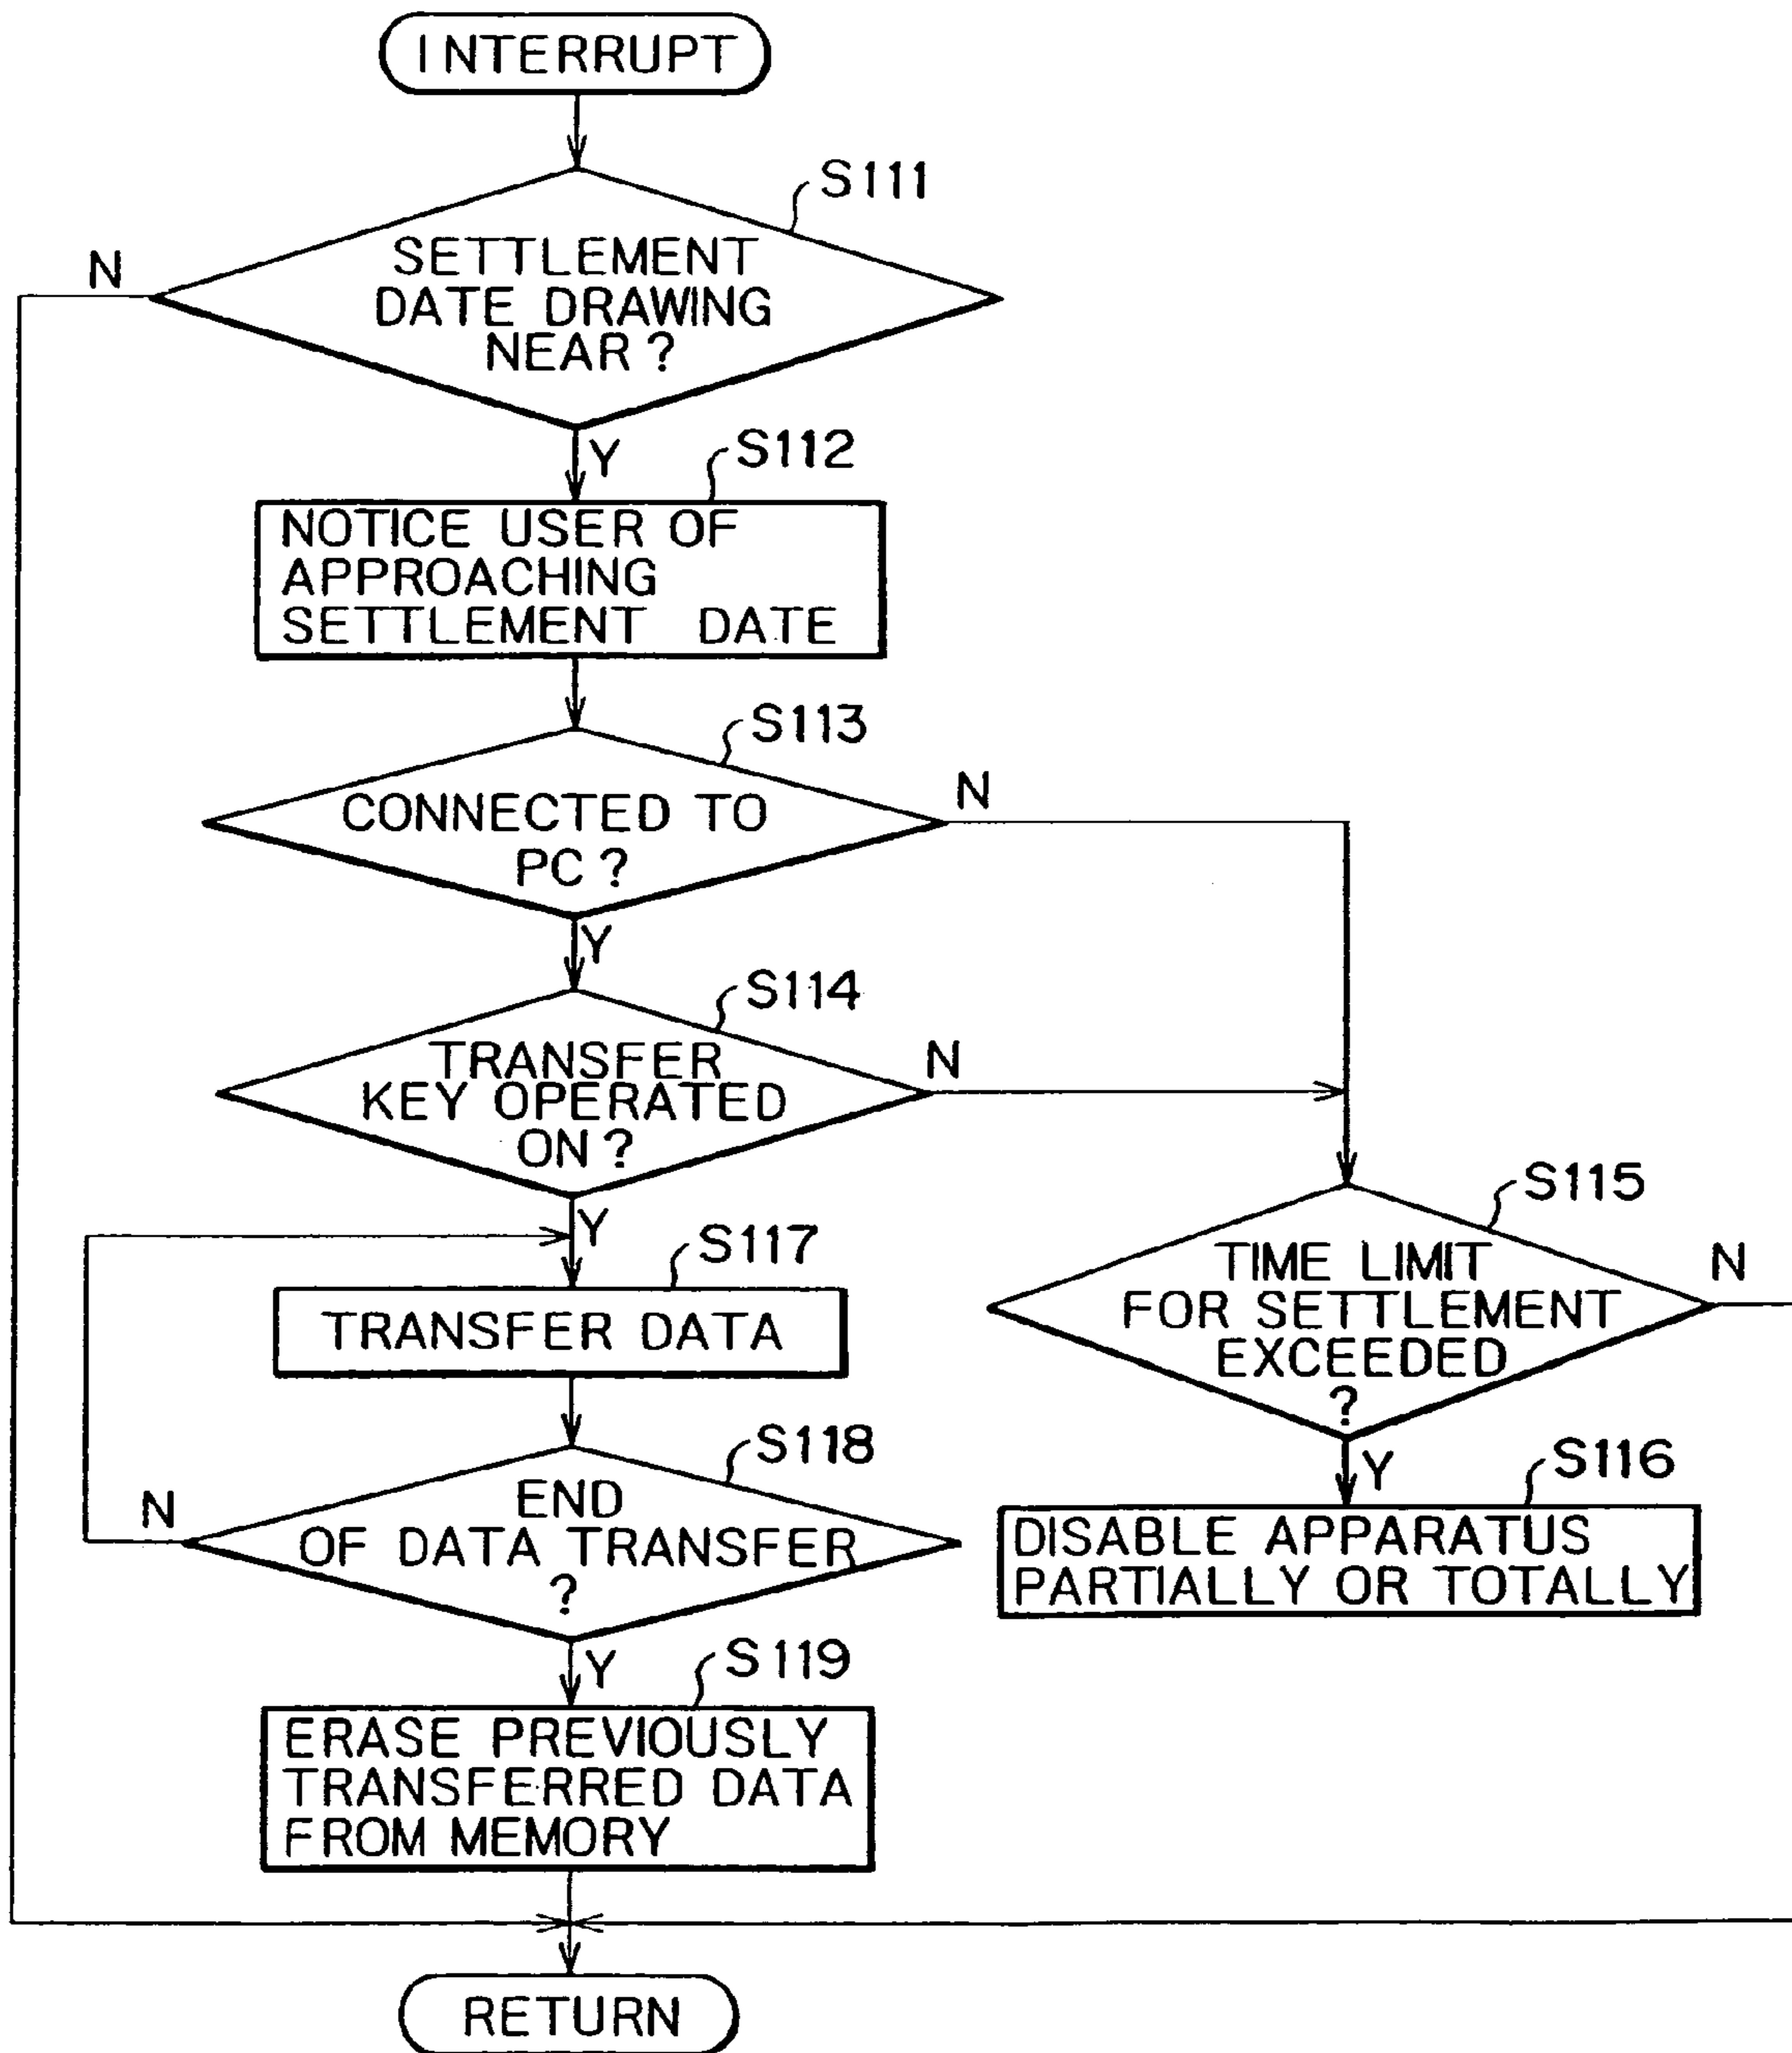 INTERRUPT
S111
N
SETTLEMENT
DATE DRAWING
NEAR?
Y
S112
NOTICE USER OF
APPROACHING
SETTLEMENT DATE
S113
CONNECTED TO
PC?
N
Y
S114
TRANSFER
KEY OPERATED
ON?
N
Y
S117
TRANSFER DATA
S115
TIME LIMIT
FOR SETTLEMENT
EXCEEDED
?
N
Y
S116
DISABLE APPARATUS
PARTIALLY OR TOTALLY
S118
END
OF DATA TRANSFER
?
N
Y
S119
ERASE PREVIOUSLY
TRANSFERRED DATA
FROM MEMORY
RETURN